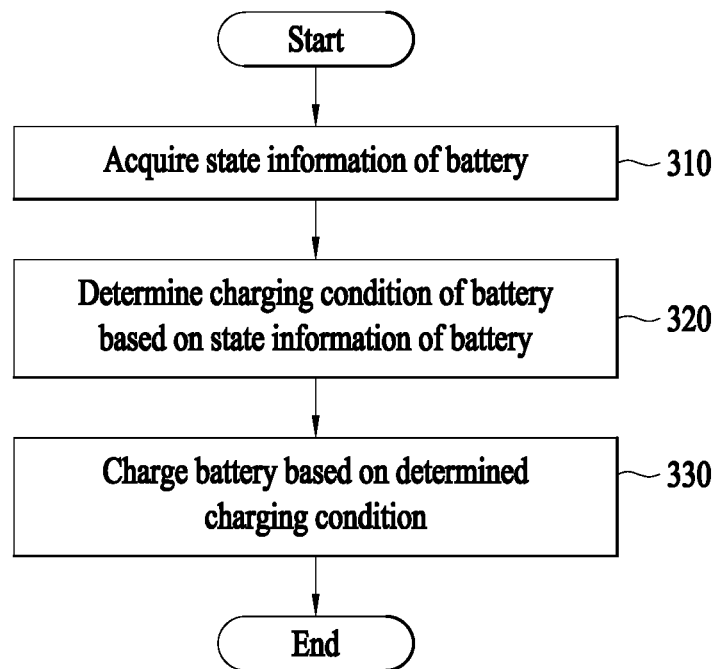 Start
Acquire state information of battery
310
Determine charging condition of battery
based on state information of battery
320
Charge battery based on determined
charging condition
330
End